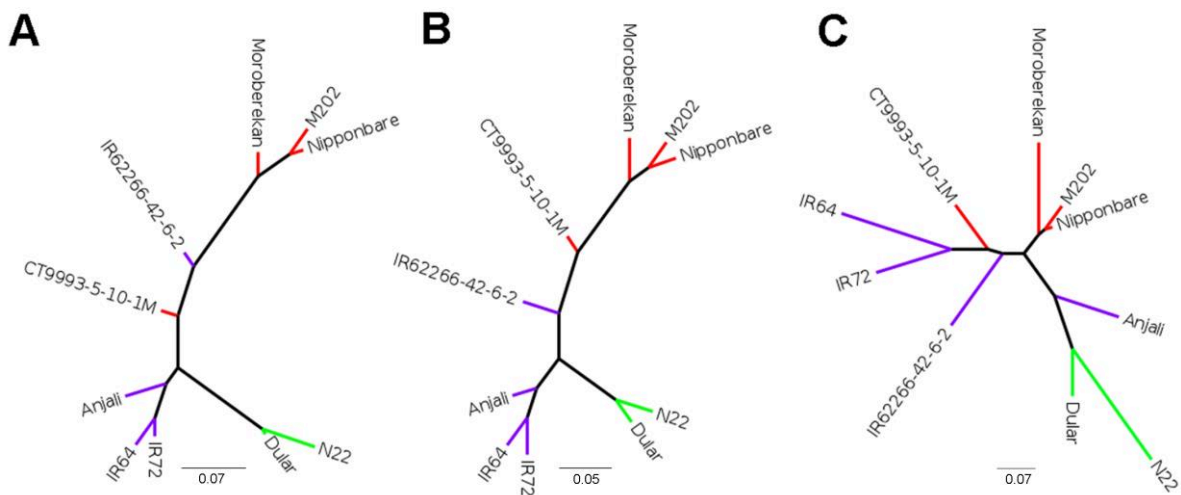 A
Moroberekan
M202
Nipponbare
IR62266-42-6-2
CT9993-5-10-1M
Anjali
IR64
IR72
Dular
N22
0.07
B
Moroberekan
M202
Nipponbare
CT9993-5-10-1M
IR62266-42-6-2
Anjali
IR64
IR72
Dular
N22
0.05
C
Moroberekan
CT9993-5-10-1M
M202
Nipponbare
IR64
IR72
IR62266-42-6-2
Anjali
Dular
N22
0.07